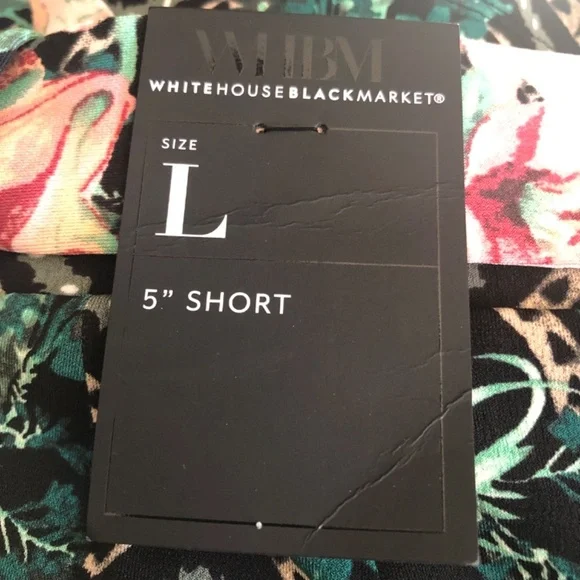 WHBM
WHITEHOUSEBLACKMARKET®
SIZE
L
5” SHORT